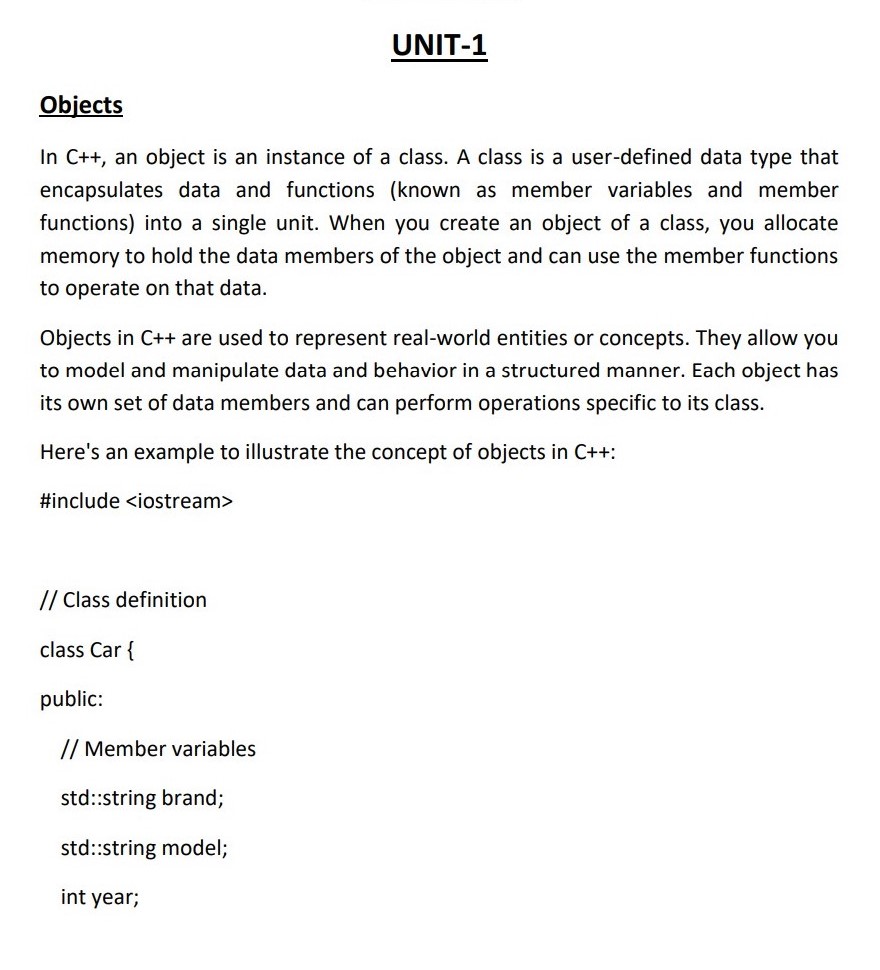 UNIT-1
Objects
In C++, an object is an instance of a class. A class is a user-defined data type that
encapsulates data and functions (known as member variables and member
functions) into a single unit. When you create an object of a class, you allocate
memory to hold the data members of the object and can use the member functions
to operate on that data.
Objects in C++ are used to represent real-world entities or concepts. They allow you
to model and manipulate data and behavior in a structured manner. Each object has
its own set of data members and can perform operations specific to its class.
Here's an example to illustrate the concept of objects in C++:
#include <iostream>
// Class definition
class Car {
public:
// Member variables
std::string brand;
std::string model;
int year;